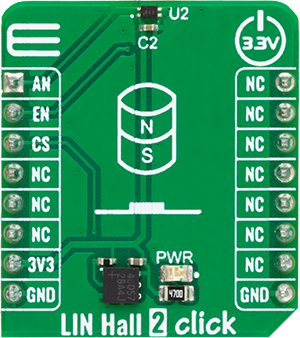 U2
C2
3.3V
AN
EN
CS
NC
NC
NC
3V3
GND
NC
NC
NC
NC
NC
NC
NC
GND
N
S
PWR
4700
LIN Hall 2 click